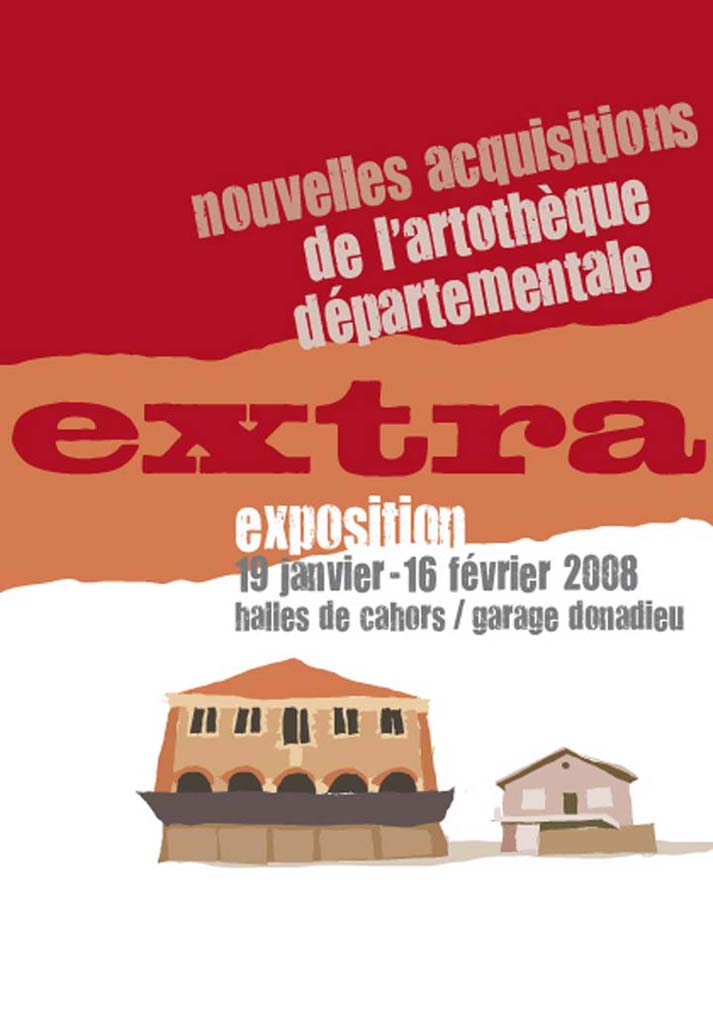 nouvelles acquisitions
de l'artothèque
départementale
extra
exposition
19 janvier - 16 février 2008
halles de cahors / garage donadieu